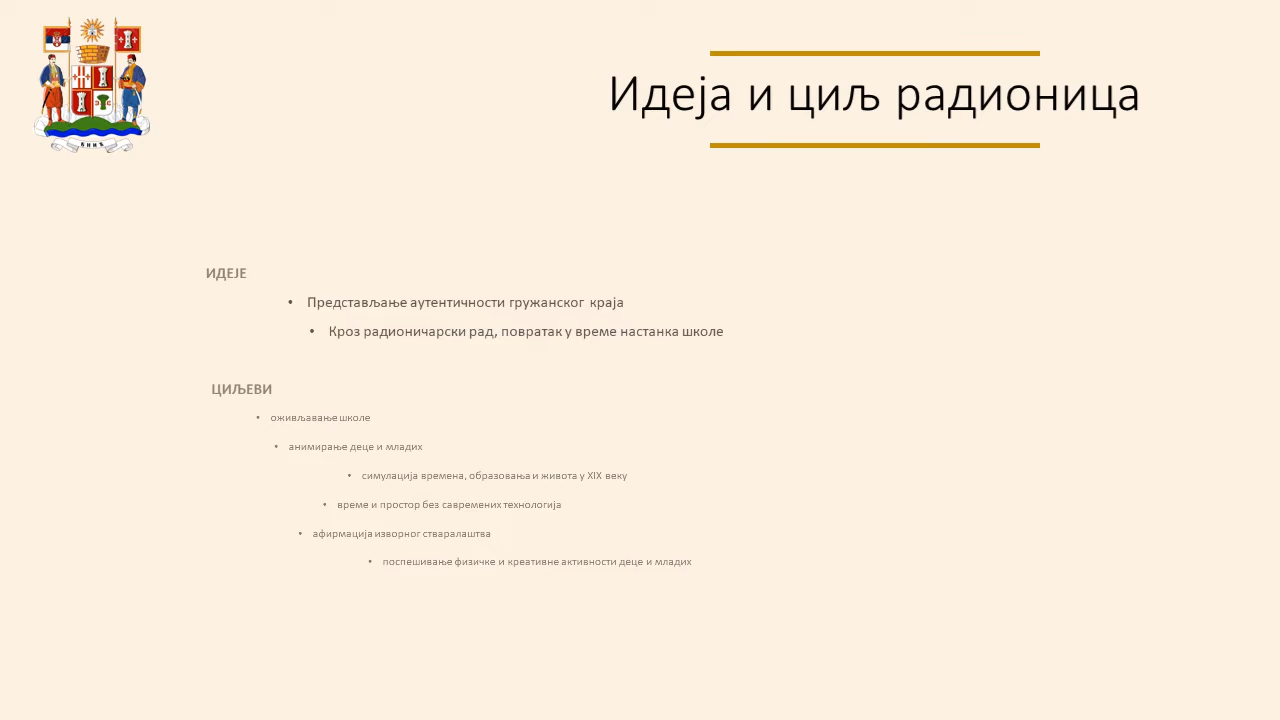 Идеја и циљ радионица
ИДЕЈЕ
• Представљање аутентичности гружанског краја
• Кроз радионичарски рад, повратак у време настанка школе
ЦИЉЕВИ
• оживљавање школе
• анимирање деце и младих
• симулација времена, образовања и живота у XIX веку
• време и простор без савремених технологија
• афирмација изворног стваралаштва
• поспешивање физичке и креативне активности деце и младих